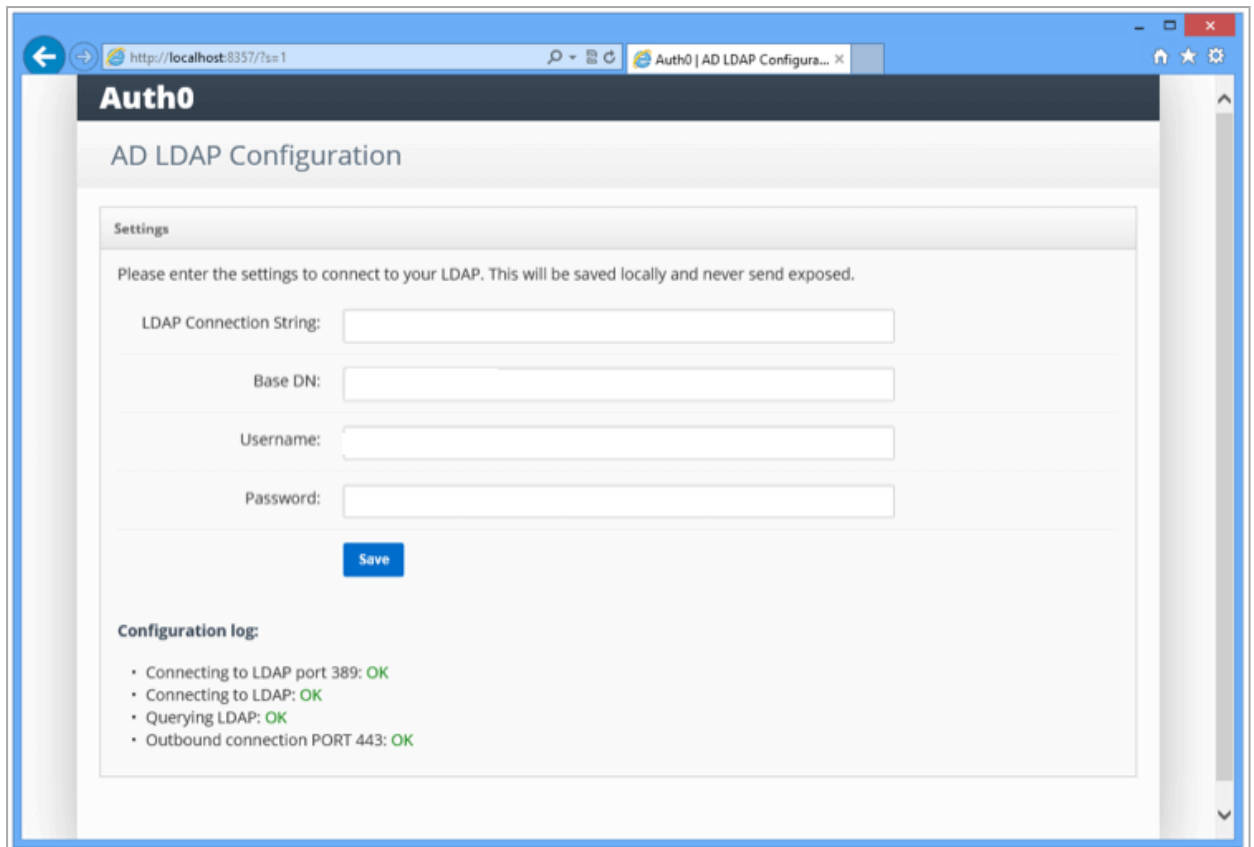 http://localhost:8357/?s=1
Auth0 | AD LDAP Configura...
Auth0
AD LDAP Configuration
Settings
Please enter the settings to connect to your LDAP. This will be saved locally and never send exposed.
LDAP Connection String:
Base DN:
Username:
Password:
Save
Configuration log:
• Connecting to LDAP port 389: OK
• Connecting to LDAP: OK
• Querying LDAP: OK
• Outbound connection PORT 443: OK